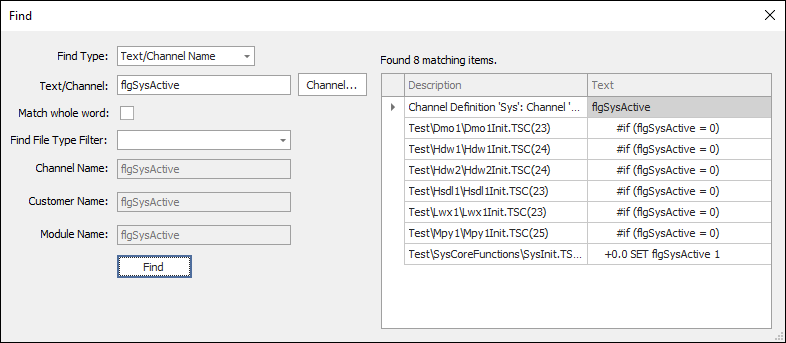 Find
Find Type: Text/Channel Name
Text/Channel: flgSysActive Channel...
Match whole word:
Find File Type Filter:
Channel Name: flgSysActive
Customer Name: flgSysActive
Module Name: flgSysActive
Find
Found 8 matching items.
Description Text
Channel Definition 'Sys': Channel '... flgSysActive
Test\Dmo1\Dmo1Init.TSC(23) #if (flgSysActive = 0)
Test\Hdw1\Hdw1Init.TSC(24) #if (flgSysActive = 0)
Test\Hdw2\Hdw2Init.TSC(24) #if (flgSysActive = 0)
Test\Hsdl1\Hsdl1Init.TSC(23) #if (flgSysActive = 0)
Test\Lwx1\Lwx1Init.TSC(23) #if (flgSysActive = 0)
Test\Mpy1\Mpy1Init.TSC(25) #if (flgSysActive = 0)
Test\SysCoreFunctions\SysInit.TS... +0.0 SET flgSysActive 1